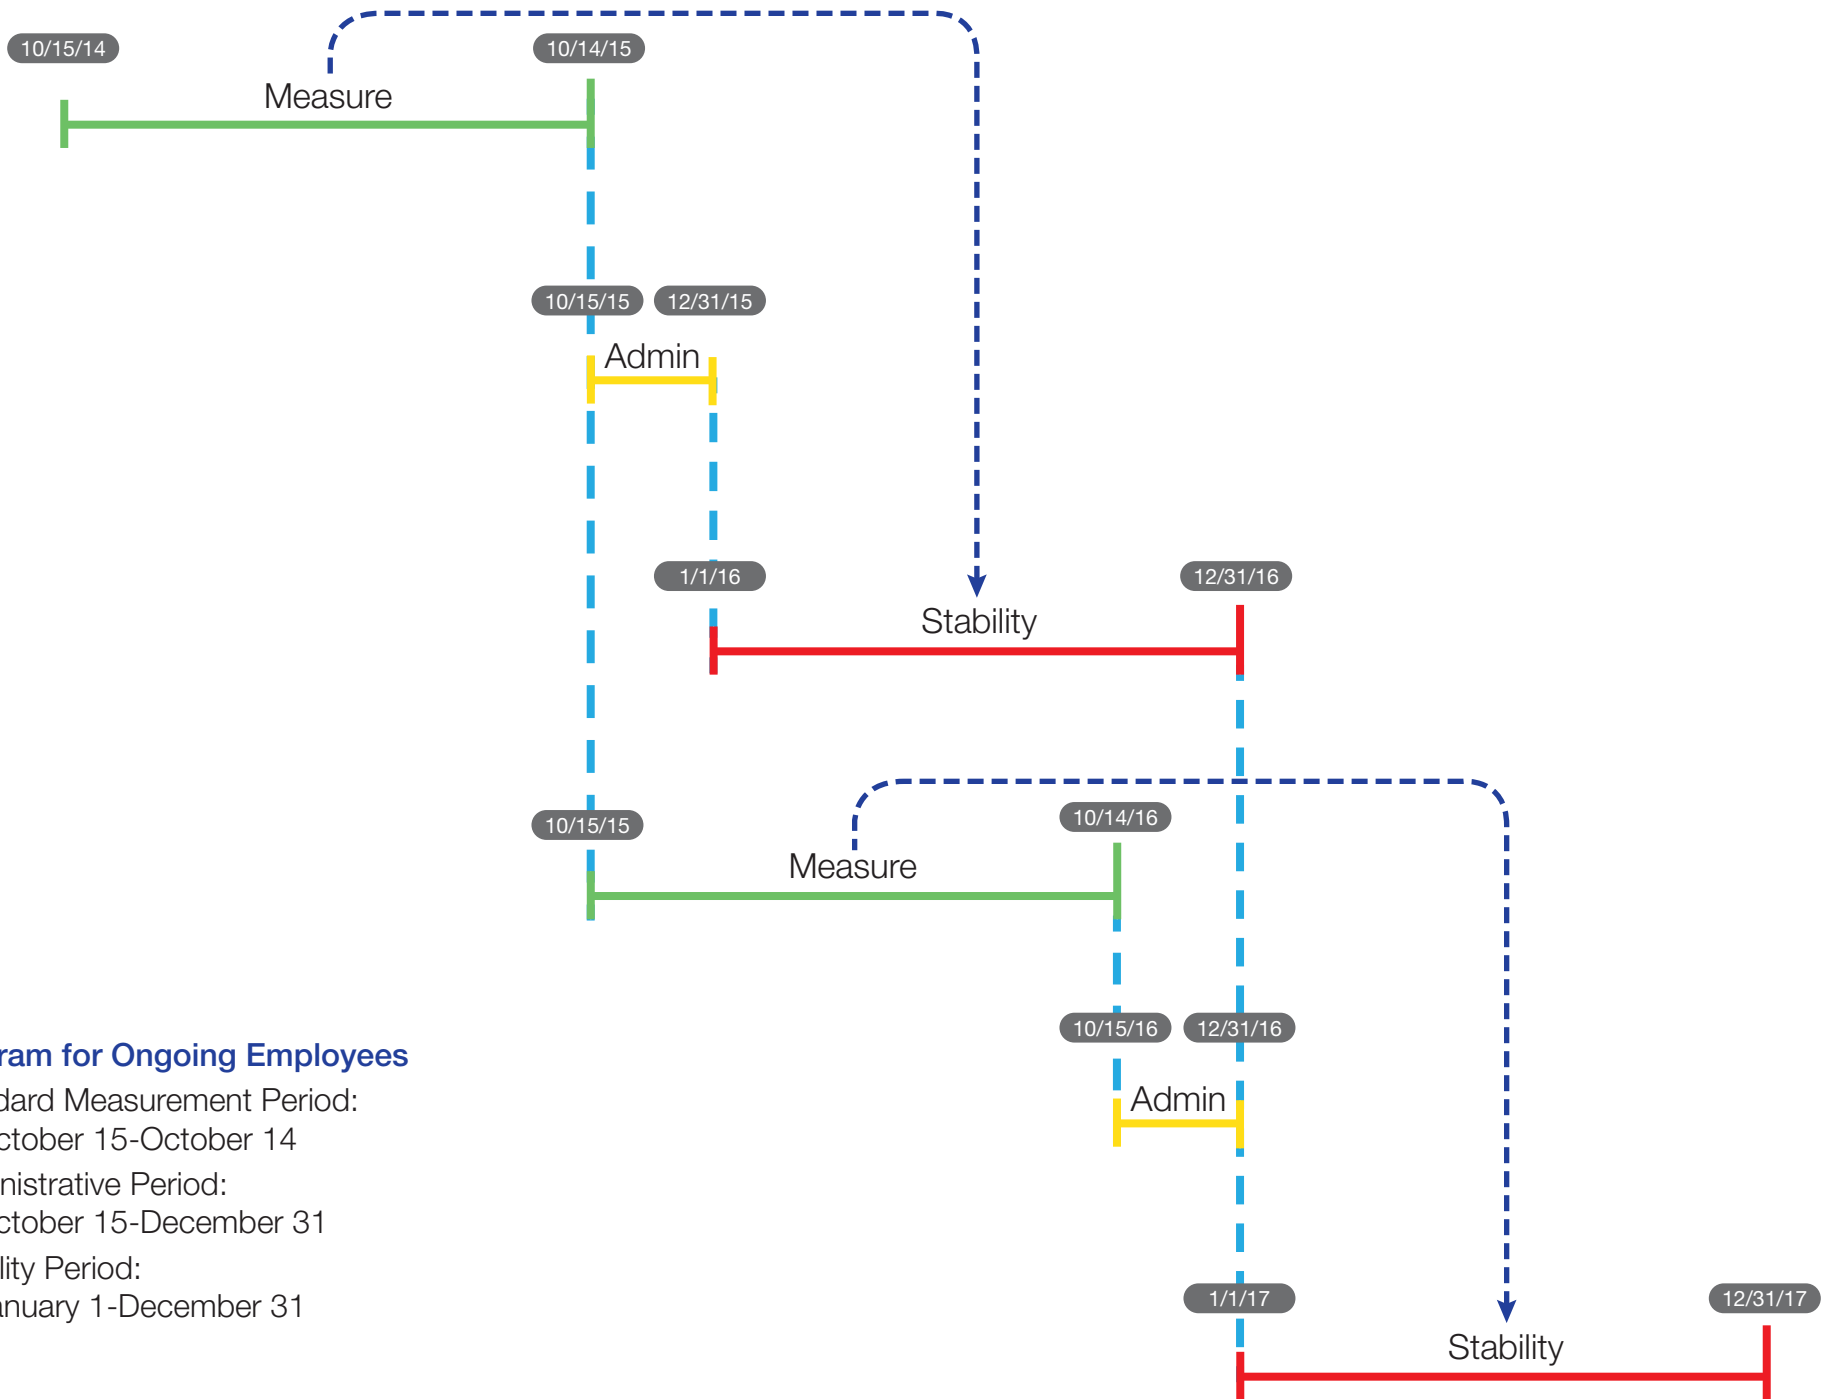 10/15/14
10/14/15
Measure
10/15/15
12/31/15
Admin
1/1/16
12/31/16
Stability
10/15/15
10/14/16
Measure
10/15/16
12/31/16
Admin
1/1/17
12/31/17
Stability
ram for Ongoing Employees
dard Measurement Period:
ctober 15-October 14
nistrative Period:
ctober 15-December 31
lity Period:
anuary 1-December 31